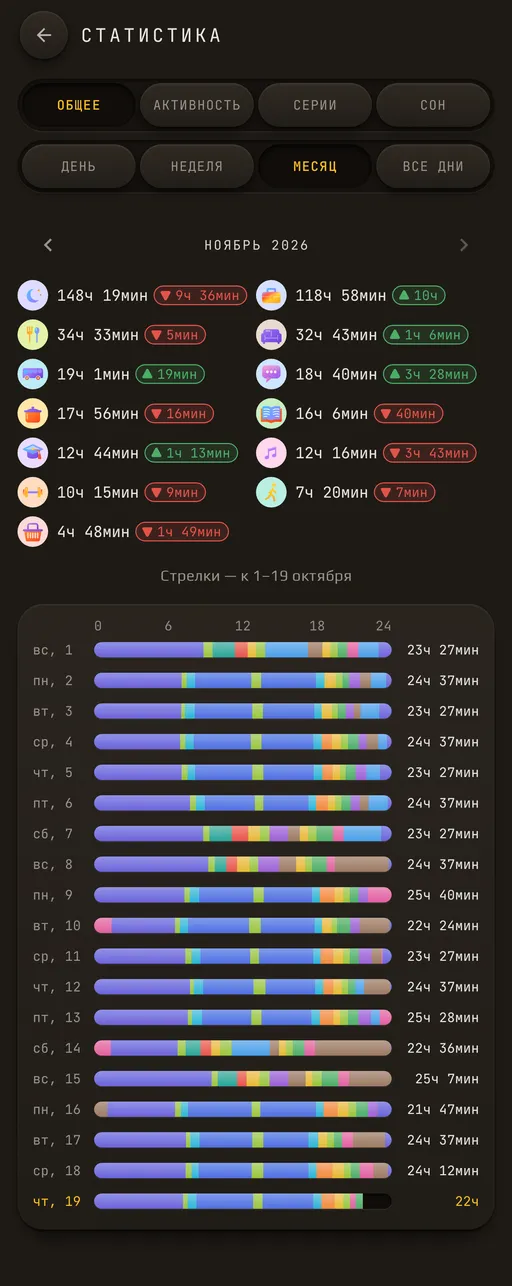 СТАТИСТИКА
ОБЩЕЕ АКТИВНОСТЬ СЕРИИ СОН
ДЕНЬ НЕДЕЛЯ МЕСЯЦ ВСЕ ДНИ
НОЯБРЬ 2026
148ч 19мин ▼ 9ч 36мин 118ч 58мин ▲ 10ч
34ч 33мин ▼ 5мин 32ч 43мин ▲ 1ч 6мин
19ч 1мин ▲ 19мин 18ч 40мин ▲ 3ч 28мин
17ч 56мин ▼ 16мин 16ч 6мин ▼ 40мин
12ч 44мин ▲ 1ч 13мин 12ч 16мин ▼ 3ч 43мин
10ч 15мин ▼ 9мин 7ч 20мин ▼ 7мин
4ч 48мин ▼ 1ч 49мин
Стрелки — к 1–19 октября
0 6 12 18 24
вс, 1 23ч 27мин
пн, 2 24ч 37мин
вт, 3 23ч 27мин
ср, 4 24ч 37мин
чт, 5 23ч 27мин
пт, 6 24ч 37мин
сб, 7 23ч 27мин
вс, 8 24ч 37мин
пн, 9 25ч 40мин
вт, 10 22ч 24мин
ср, 11 23ч 27мин
чт, 12 24ч 37мин
пт, 13 25ч 28мин
сб, 14 22ч 36мин
вс, 15 25ч 7мин
пн, 16 21ч 47мин
вт, 17 24ч 37мин
ср, 18 24ч 12мин
чт, 19 22ч